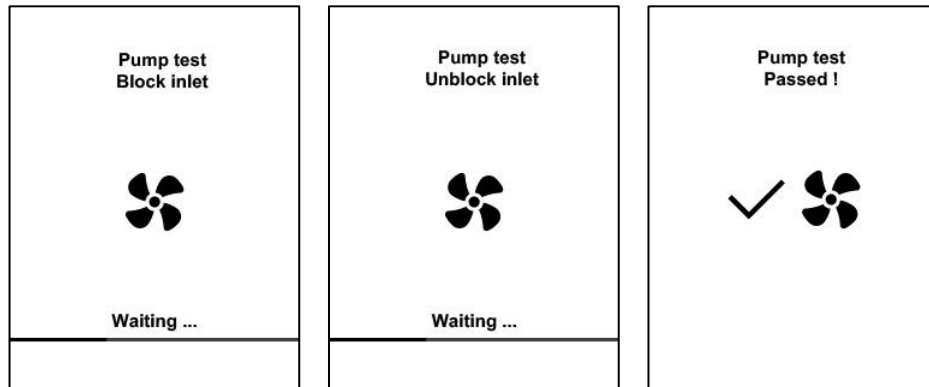 Pump test
Block inlet
Waiting ...
Pump test
Unblock inlet
Waiting ...
Pump test
Passed !